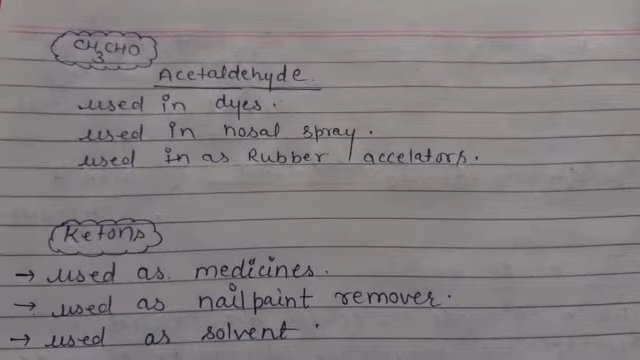 CH3CHO
Acetaldehyde.
used in dyes.
used in nosal spray.
used in as Rubber accelators.
Ketons
→ used as medicines.
→ used as nailpaint remover.
→ used as solvent.